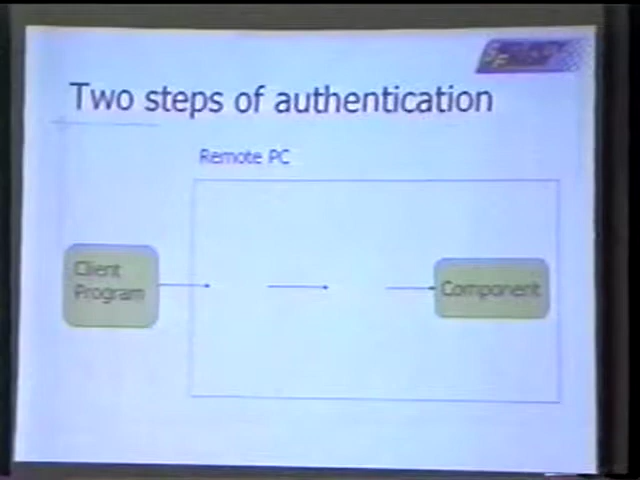 Two steps of authentication
Remote PC
Client
Program
Component